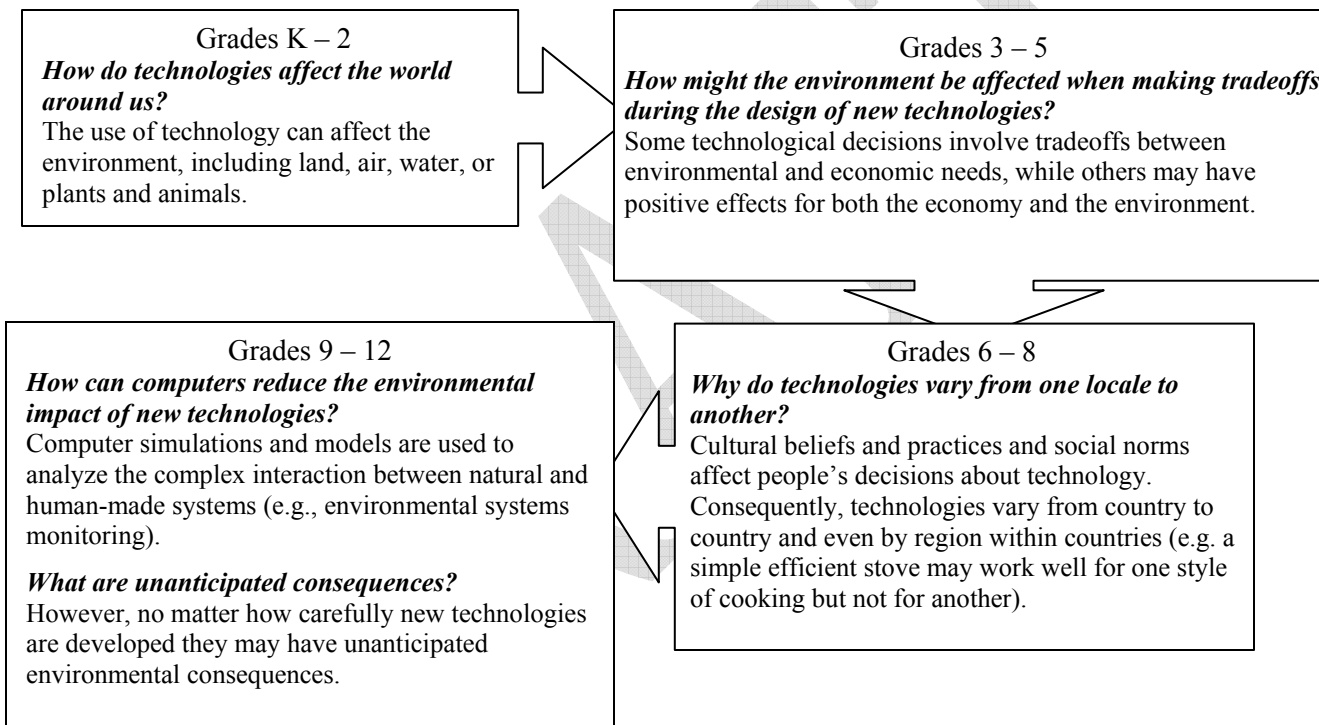 Grades K – 2
How do technologies affect the world
around us?
The use of technology can affect the
environment, including land, air, water, or
plants and animals.
Grades 3 – 5
How might the environment be affected when making tradeoffs
during the design of new technologies?
Some technological decisions involve tradeoffs between
environmental and economic needs, while others may have
positive effects for both the economy and the environment.
Grades 6 – 8
Why do technologies vary from one locale to
another?
Cultural beliefs and practices and social norms
affect people’s decisions about technology.
Consequently, technologies vary from country to
country and even by region within countries (e.g. a
simple efficient stove may work well for one style
of cooking but not for another).
Grades 9 – 12
How can computers reduce the environmental
impact of new technologies?
Computer simulations and models are used to
analyze the complex interaction between natural and
human-made systems (e.g., environmental systems
monitoring).
What are unanticipated consequences?
However, no matter how carefully new technologies
are developed they may have unanticipated
environmental consequences.